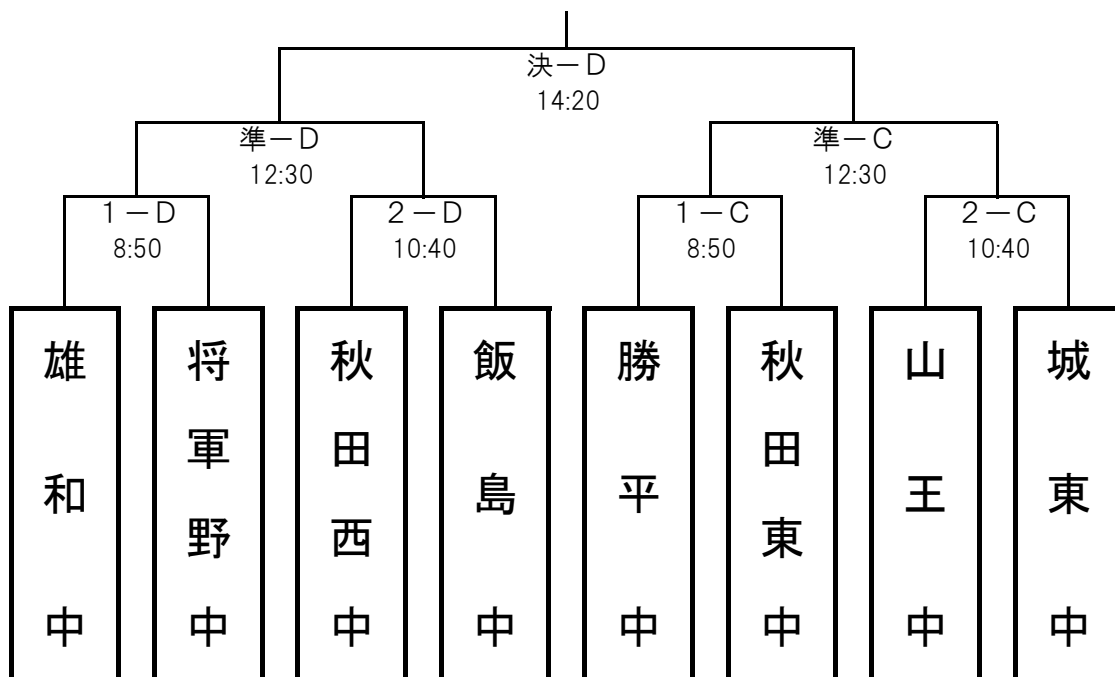 決－D
14:20
準－D
12:30
準－C
12:30
1－D
8:50
2－D
10:40
1－C
8:50
2－C
10:40
雄和中
将軍野中
秋田西中
飯島中
勝平中
秋田東中
山王中
城東中